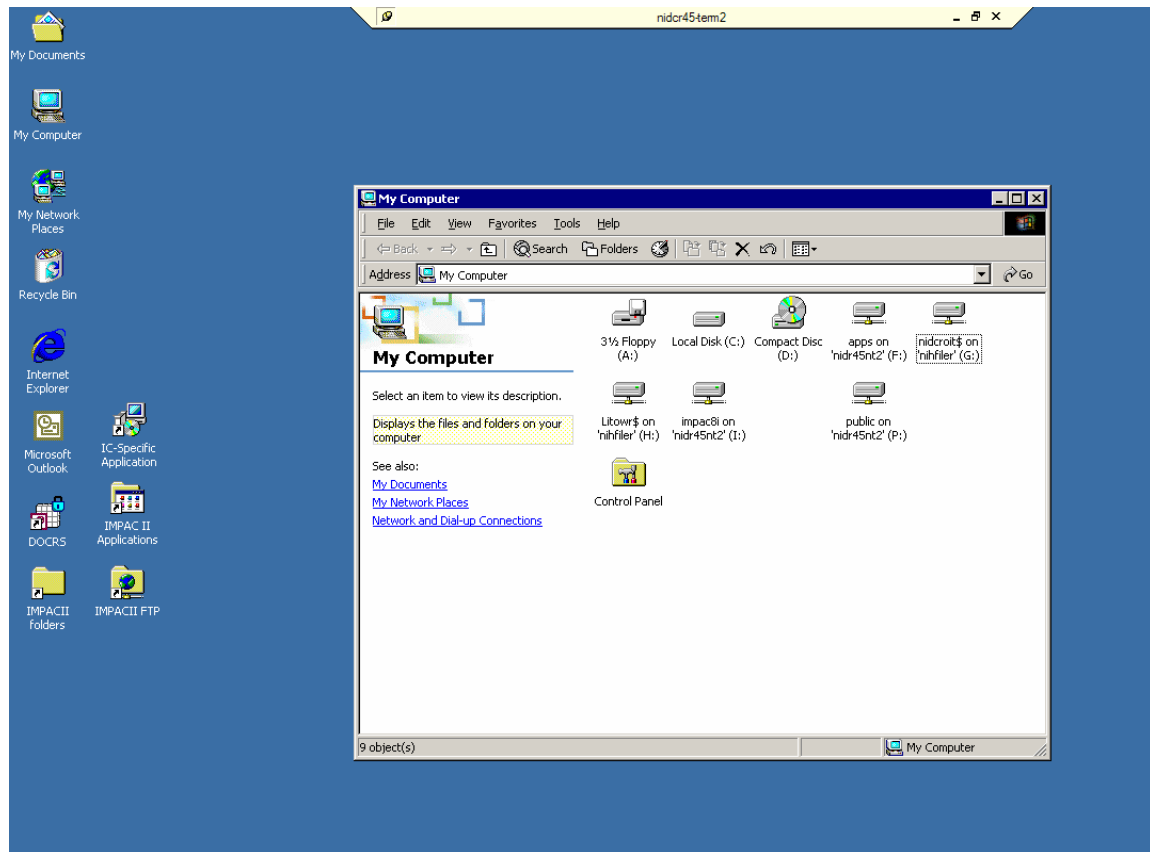 nidcr45-term2
My Documents
My Computer
My Network
Places
Recycle Bin
Internet
Explorer
Microsoft
Outlook
IC-Specific
Application
DOCRS
IMPAC II
Applications
IMPACII
folders
IMPACII FTP
My Computer
File Edit View Favorites Tools Help
Back Search Folders
Address My Computer Go
My Computer
Select an item to view its description.
Displays the files and folders on your
computer
See also:
My Documents
My Network Places
Network and Dial-up Connections
3½ Floppy
(A:)
Local Disk (C:)
Compact Disc
(D:)
apps on
'nidr45nt2' (F:)
nidcroit$ on
'nihfiler' (G:)
Litowr$ on
'nihfiler' (H:)
impac8i on
'nidr45nt2' (I:)
public on
'nidr45nt2' (P:)
Control Panel
9 object(s)
My Computer